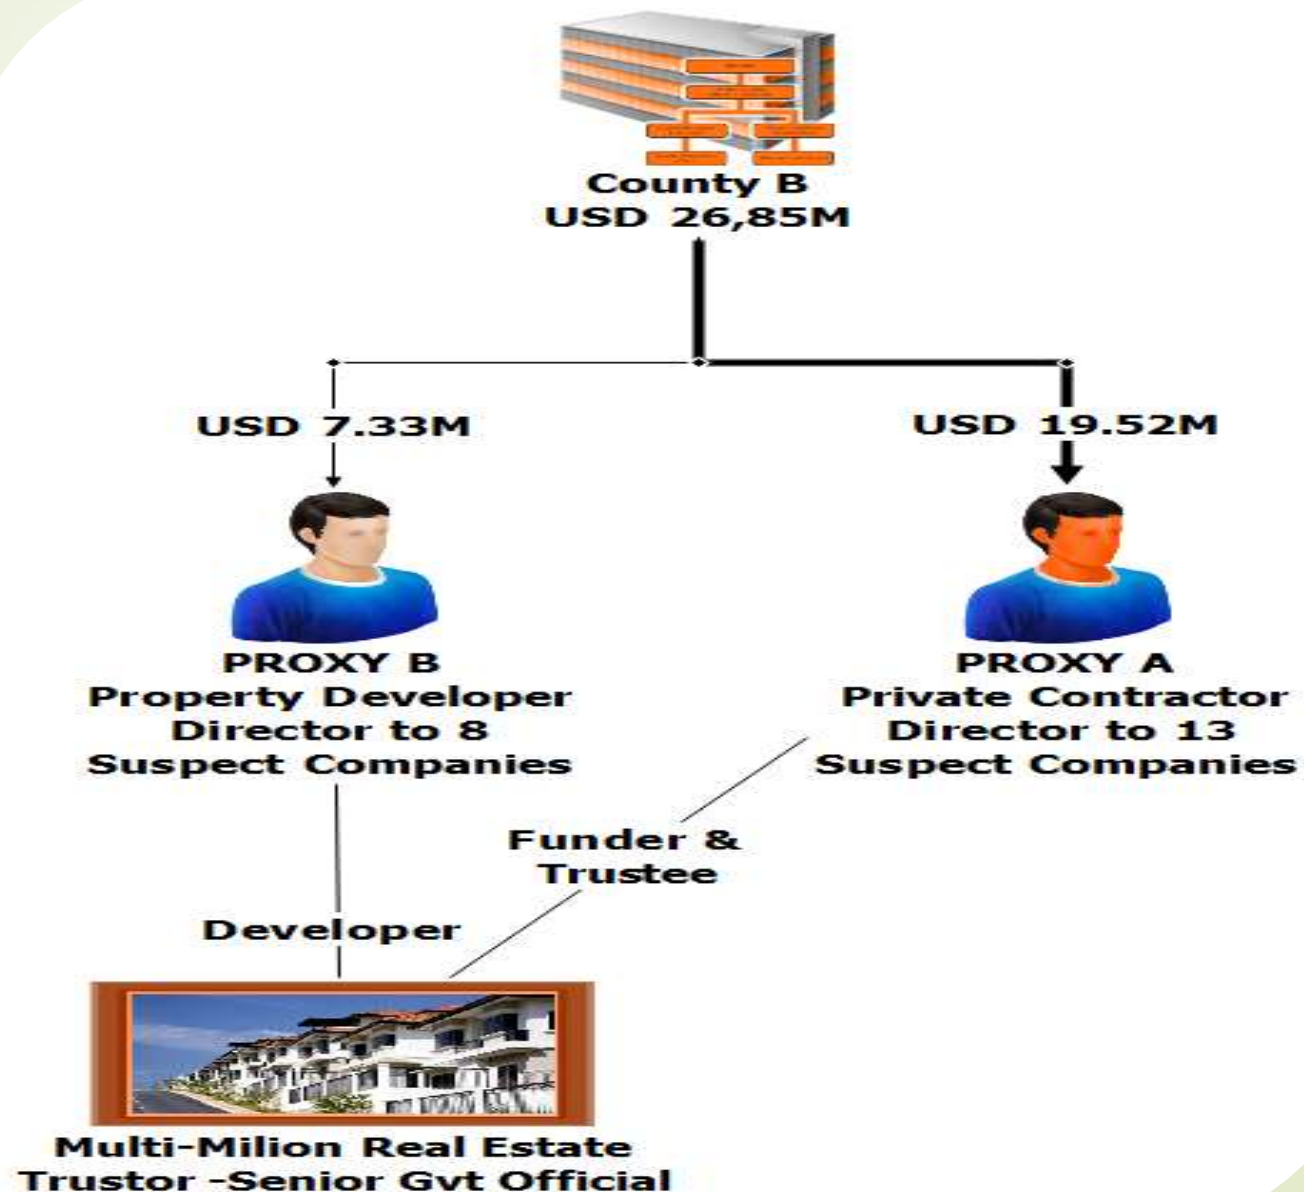 County B
USD 26,85M
USD 7.33M
USD 19.52M
PROXY B
Property Developer
Director to 8
Suspect Companies
PROXY A
Private Contractor
Director to 13
Suspect Companies
Funder &
Trustee
Developer
Multi-Milion Real Estate
Trustor -Senior Gvt Official